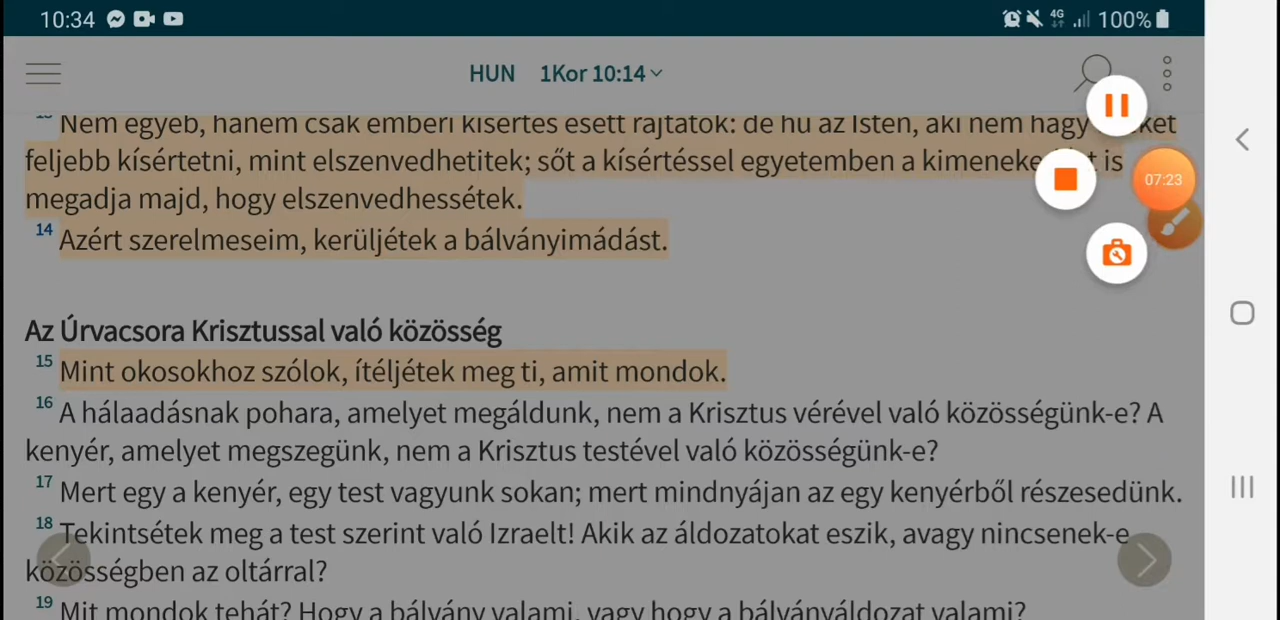 10:34 4G 100%
HUN 1Kor 10:14
Nem egyéb, hanem csak emberi kísértés esett rajtatok: de hű az Isten, aki nem hagy
feljebb kísértetni, mint elszenvedhetitek; sőt a kísértéssel egyetemben a is
07:23
megadja majd, hogy elszenvedhessétek.
14 Azért szerelmeseim, kerüljétek a bálványimádást.
Az Úrvacsora Krisztussal való közösség
15 Mint okosokhoz szólok, ítéljétek meg ti, amit mondok.
16 A hálaadásnak pohara, amelyet megáldunk, nem a Krisztus vérével való közösségünk-e? A
kenyér, amelyet megszegünk, nem a Krisztus testével való közösségünk-e?
17 Mert egy a kenyér, egy test vagyunk sokan; mert mindnyájan az egy kenyérből részesedünk.
18 Tekintsétek meg a test szerint való Izraelt! Akik az áldozatokat eszik, avagy nincsenek-e
közösségben az oltárral?
19 Mit mondok tehát? Hogy a bálvány valami, vagy hogy a bálványáldozat valami?